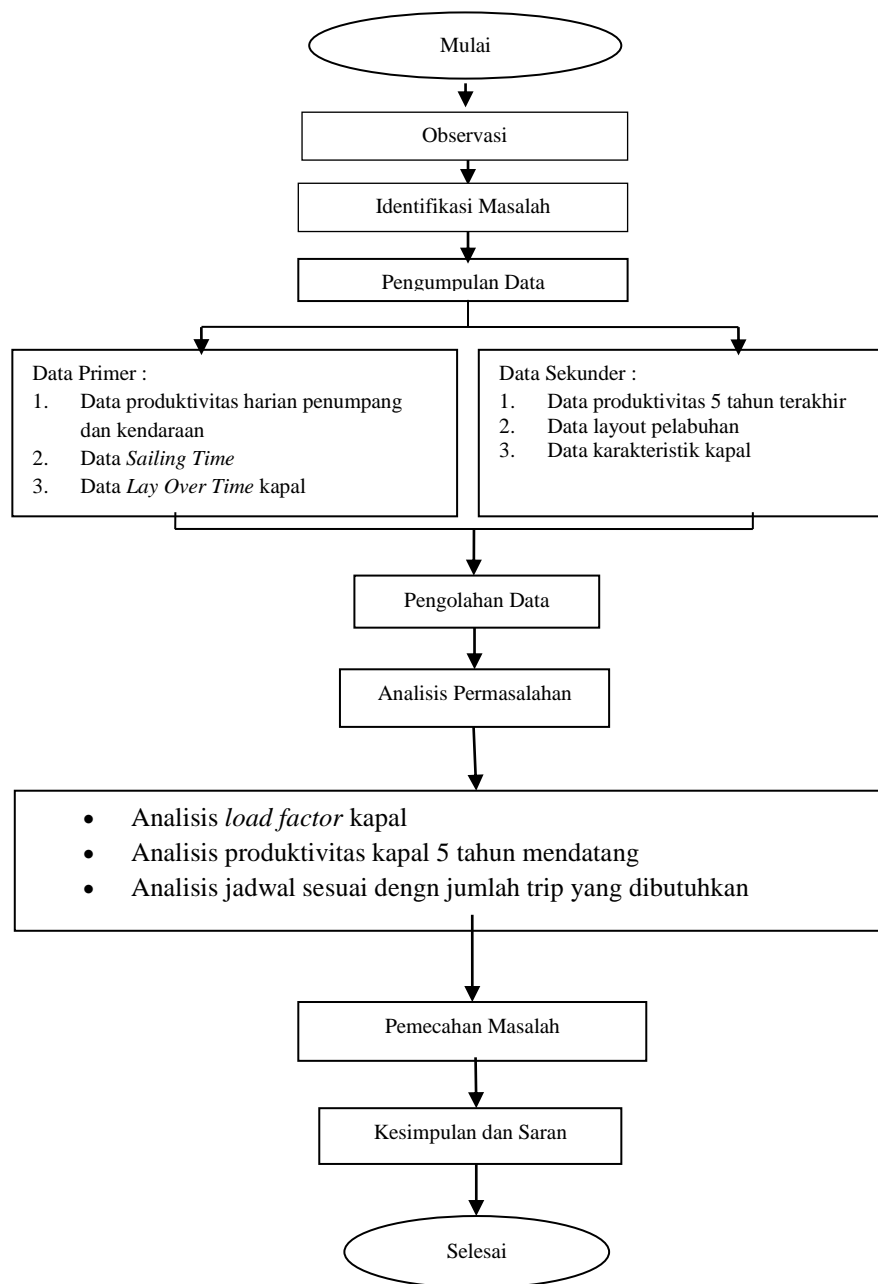 Mulai
Observasi
Identifikasi Masalah
Pengumpulan Data
Data Primer :
1. Data produktivitas harian penumpang
dan kendaraan
2. Data Sailing Time
3. Data Lay Over Time kapal
Data Sekunder :
1. Data produktivitas 5 tahun terakhir
2. Data layout pelabuhan
3. Data karakteristik kapal
Pengolahan Data
Analisis Permasalahan
• Analisis load factor kapal
• Analisis produktivitas kapal 5 tahun mendatang
• Analisis jadwal sesuai dengn jumlah trip yang dibutuhkan
Pemecahan Masalah
Kesimpulan dan Saran
Selesai